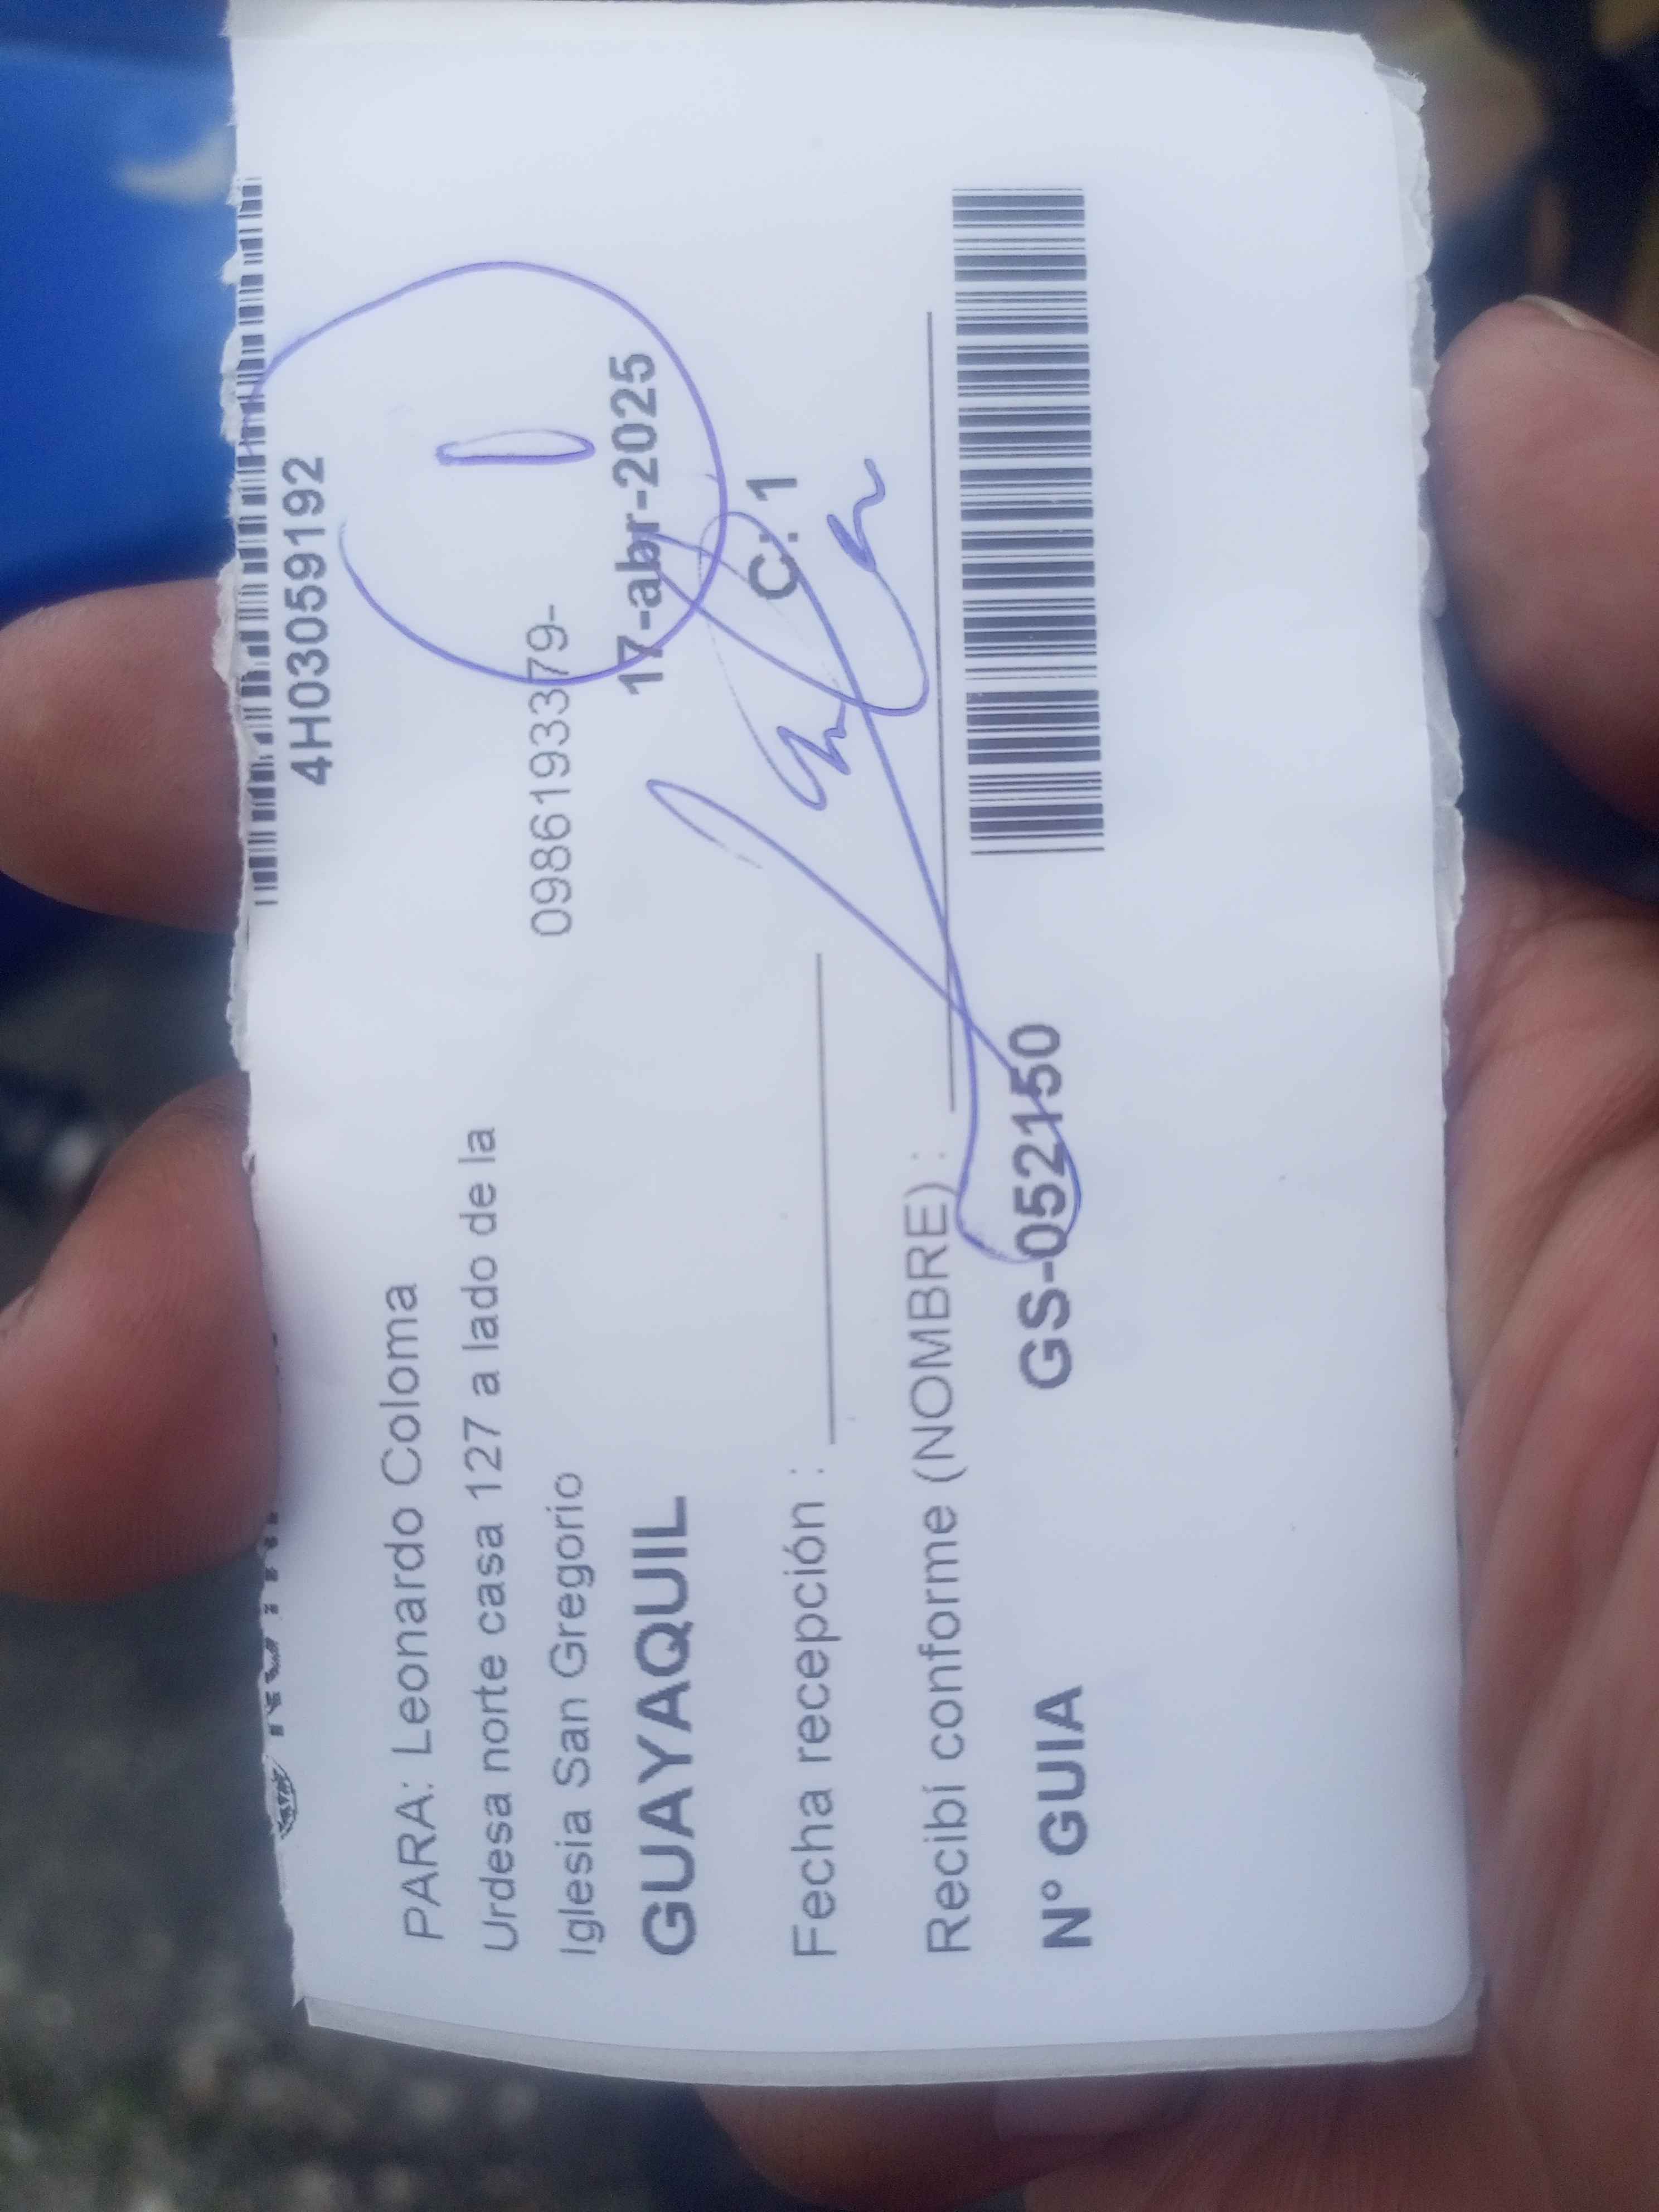 4H03059192
PARA: Leonardo Coloma
Urdesa norte casa 127 a lado de la
Iglesia San Gregorio 0986193379-
GUAYAQUIL 17-abr-2025
C: 1
Fecha recepción :
Recibí conforme (NOMBRE) :
N° GUIA GS-052150